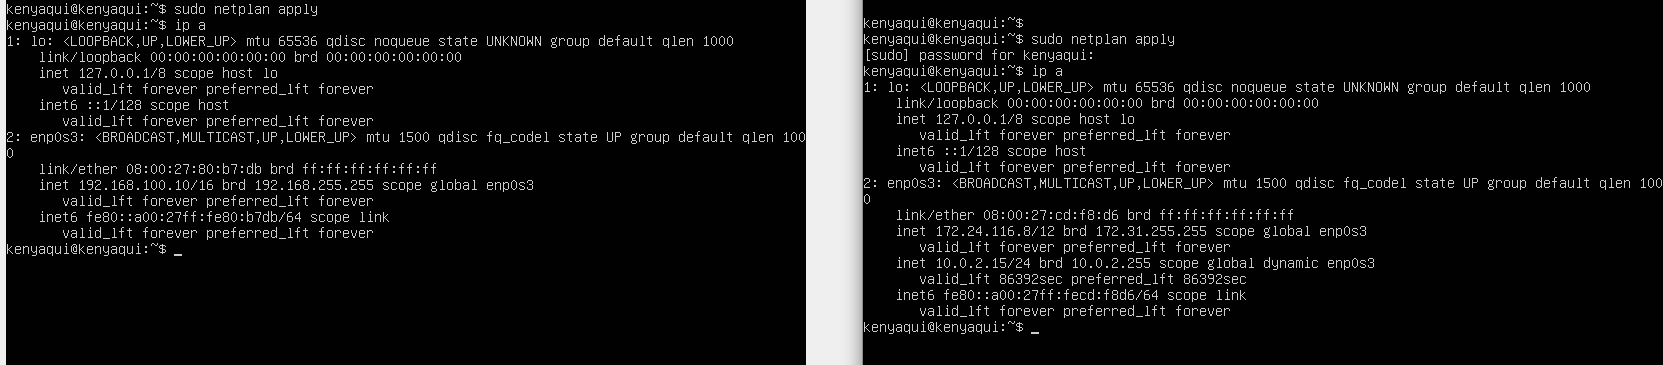 kenyaqui@kenyaqui:~$ sudo netplan apply
kenyaqui@kenyaqui:~$ ip a
1: lo: <LOOPBACK,UP,LOWER_UP> mtu 65536 qdisc noqueue state UNKNOWN group default qlen 1000
    link/loopback 00:00:00:00:00:00 brd 00:00:00:00:00:00
    inet 127.0.0.1/8 scope host lo
       valid_lft forever preferred_lft forever
    inet6 ::1/128 scope host
       valid_lft forever preferred_lft forever
2: enp0s3: <BROADCAST,MULTICAST,UP,LOWER_UP> mtu 1500 qdisc fq_codel state UP group default qlen 100
0
    link/ether 08:00:27:80:b7:db brd ff:ff:ff:ff:ff:ff
    inet 192.168.100.10/16 brd 192.168.255.255 scope global enp0s3
       valid_lft forever preferred_lft forever
    inet6 fe80::a00:27ff:fe80:b7db/64 scope link
       valid_lft forever preferred_lft forever
kenyaqui@kenyaqui:~$ _
kenyaqui@kenyaqui:~$
kenyaqui@kenyaqui:~$ sudo netplan apply
[sudo] password for kenyaqui:
kenyaqui@kenyaqui:~$ ip a
1: lo: <LOOPBACK,UP,LOWER_UP> mtu 65536 qdisc noqueue state UNKNOWN group default qlen 1000
    link/loopback 00:00:00:00:00:00 brd 00:00:00:00:00:00
    inet 127.0.0.1/8 scope host lo
       valid_lft forever preferred_lft forever
    inet6 ::1/128 scope host
       valid_lft forever preferred_lft forever
2: enp0s3: <BROADCAST,MULTICAST,UP,LOWER_UP> mtu 1500 qdisc fq_codel state UP group default qlen 100
0
    link/ether 08:00:27:cd:f8:d6 brd ff:ff:ff:ff:ff:ff
    inet 172.24.116.8/12 brd 172.31.255.255 scope global enp0s3
       valid_lft forever preferred_lft forever
    inet 10.0.2.15/24 brd 10.0.2.255 scope global dynamic enp0s3
       valid_lft 86392sec preferred_lft 86392sec
    inet6 fe80::a00:27ff:fecd:f8d6/64 scope link
       valid_lft forever preferred_lft forever
kenyaqui@kenyaqui:~$ _